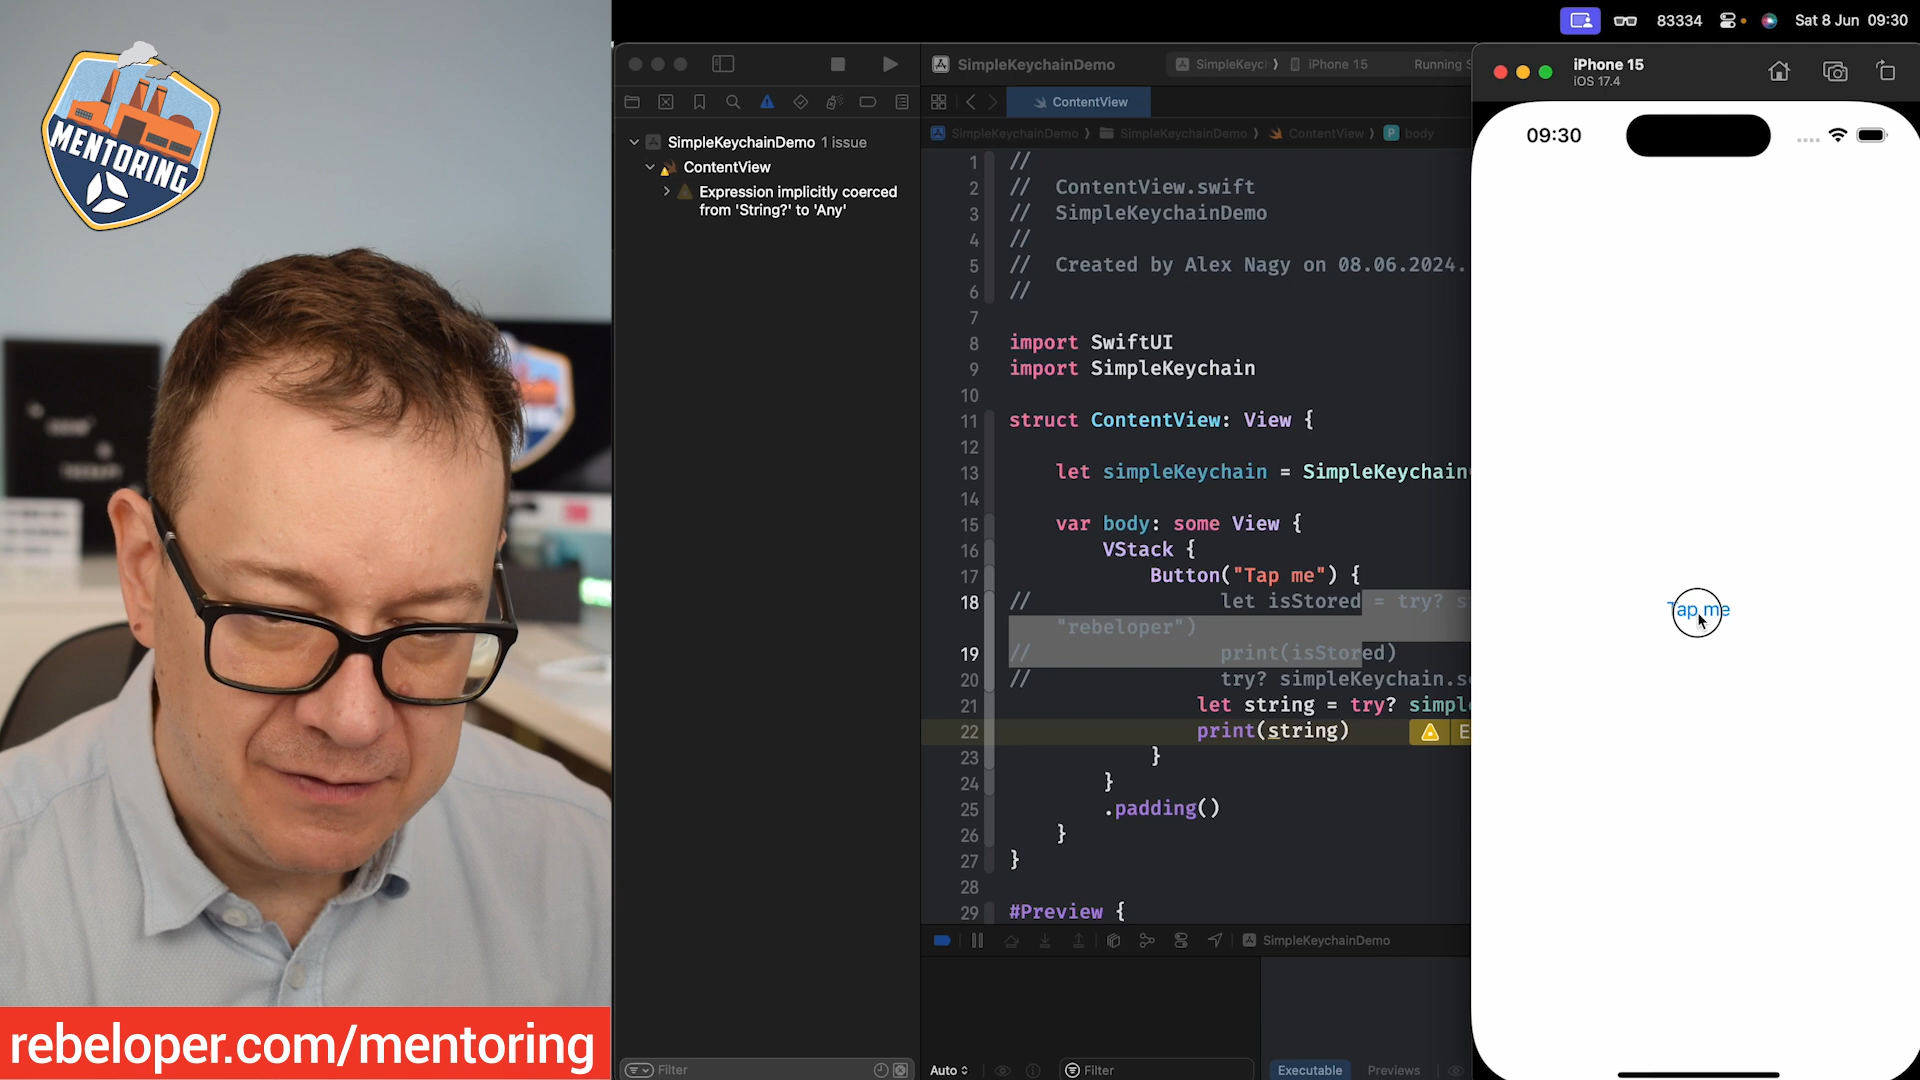 83334
Sat 8 Jun 09:30
MENTORING
SimpleKeychainDemo
SimpleKeyc
iPhone 15
Running S
iPhone 15
iOS 17.4
ContentView
SimpleKeychainDemo
SimpleKeychainDemo
ContentView
body
SimpleKeychainDemo 1 issue
ContentView
Expression implicitly coerced
from 'String?' to 'Any'
09:30
1 //
2 // ContentView.swift
3 // SimpleKeychainDemo
4 //
5 // Created by Alex Nagy on 08.06.2024.
6 //
7
8 import SwiftUI
9 import SimpleKeychain
10
11 struct ContentView: View {
12
13 let simpleKeychain = SimpleKeychain
14
15 var body: some View {
16 VStack {
17 Button("Tap me") {
18 // let isStored = try? s
"rebeloper")
19 // print(isStored)
20 // try? simpleKeychain.s
21 let string = try? simpl
22 print(string)
E
23 }
24 }
25 .padding()
26 }
27 }
28
29 #Preview {
Tap me
SimpleKeychainDemo
Auto
Filter
Executable
Previews
Filter
rebeloper.com/mentoring